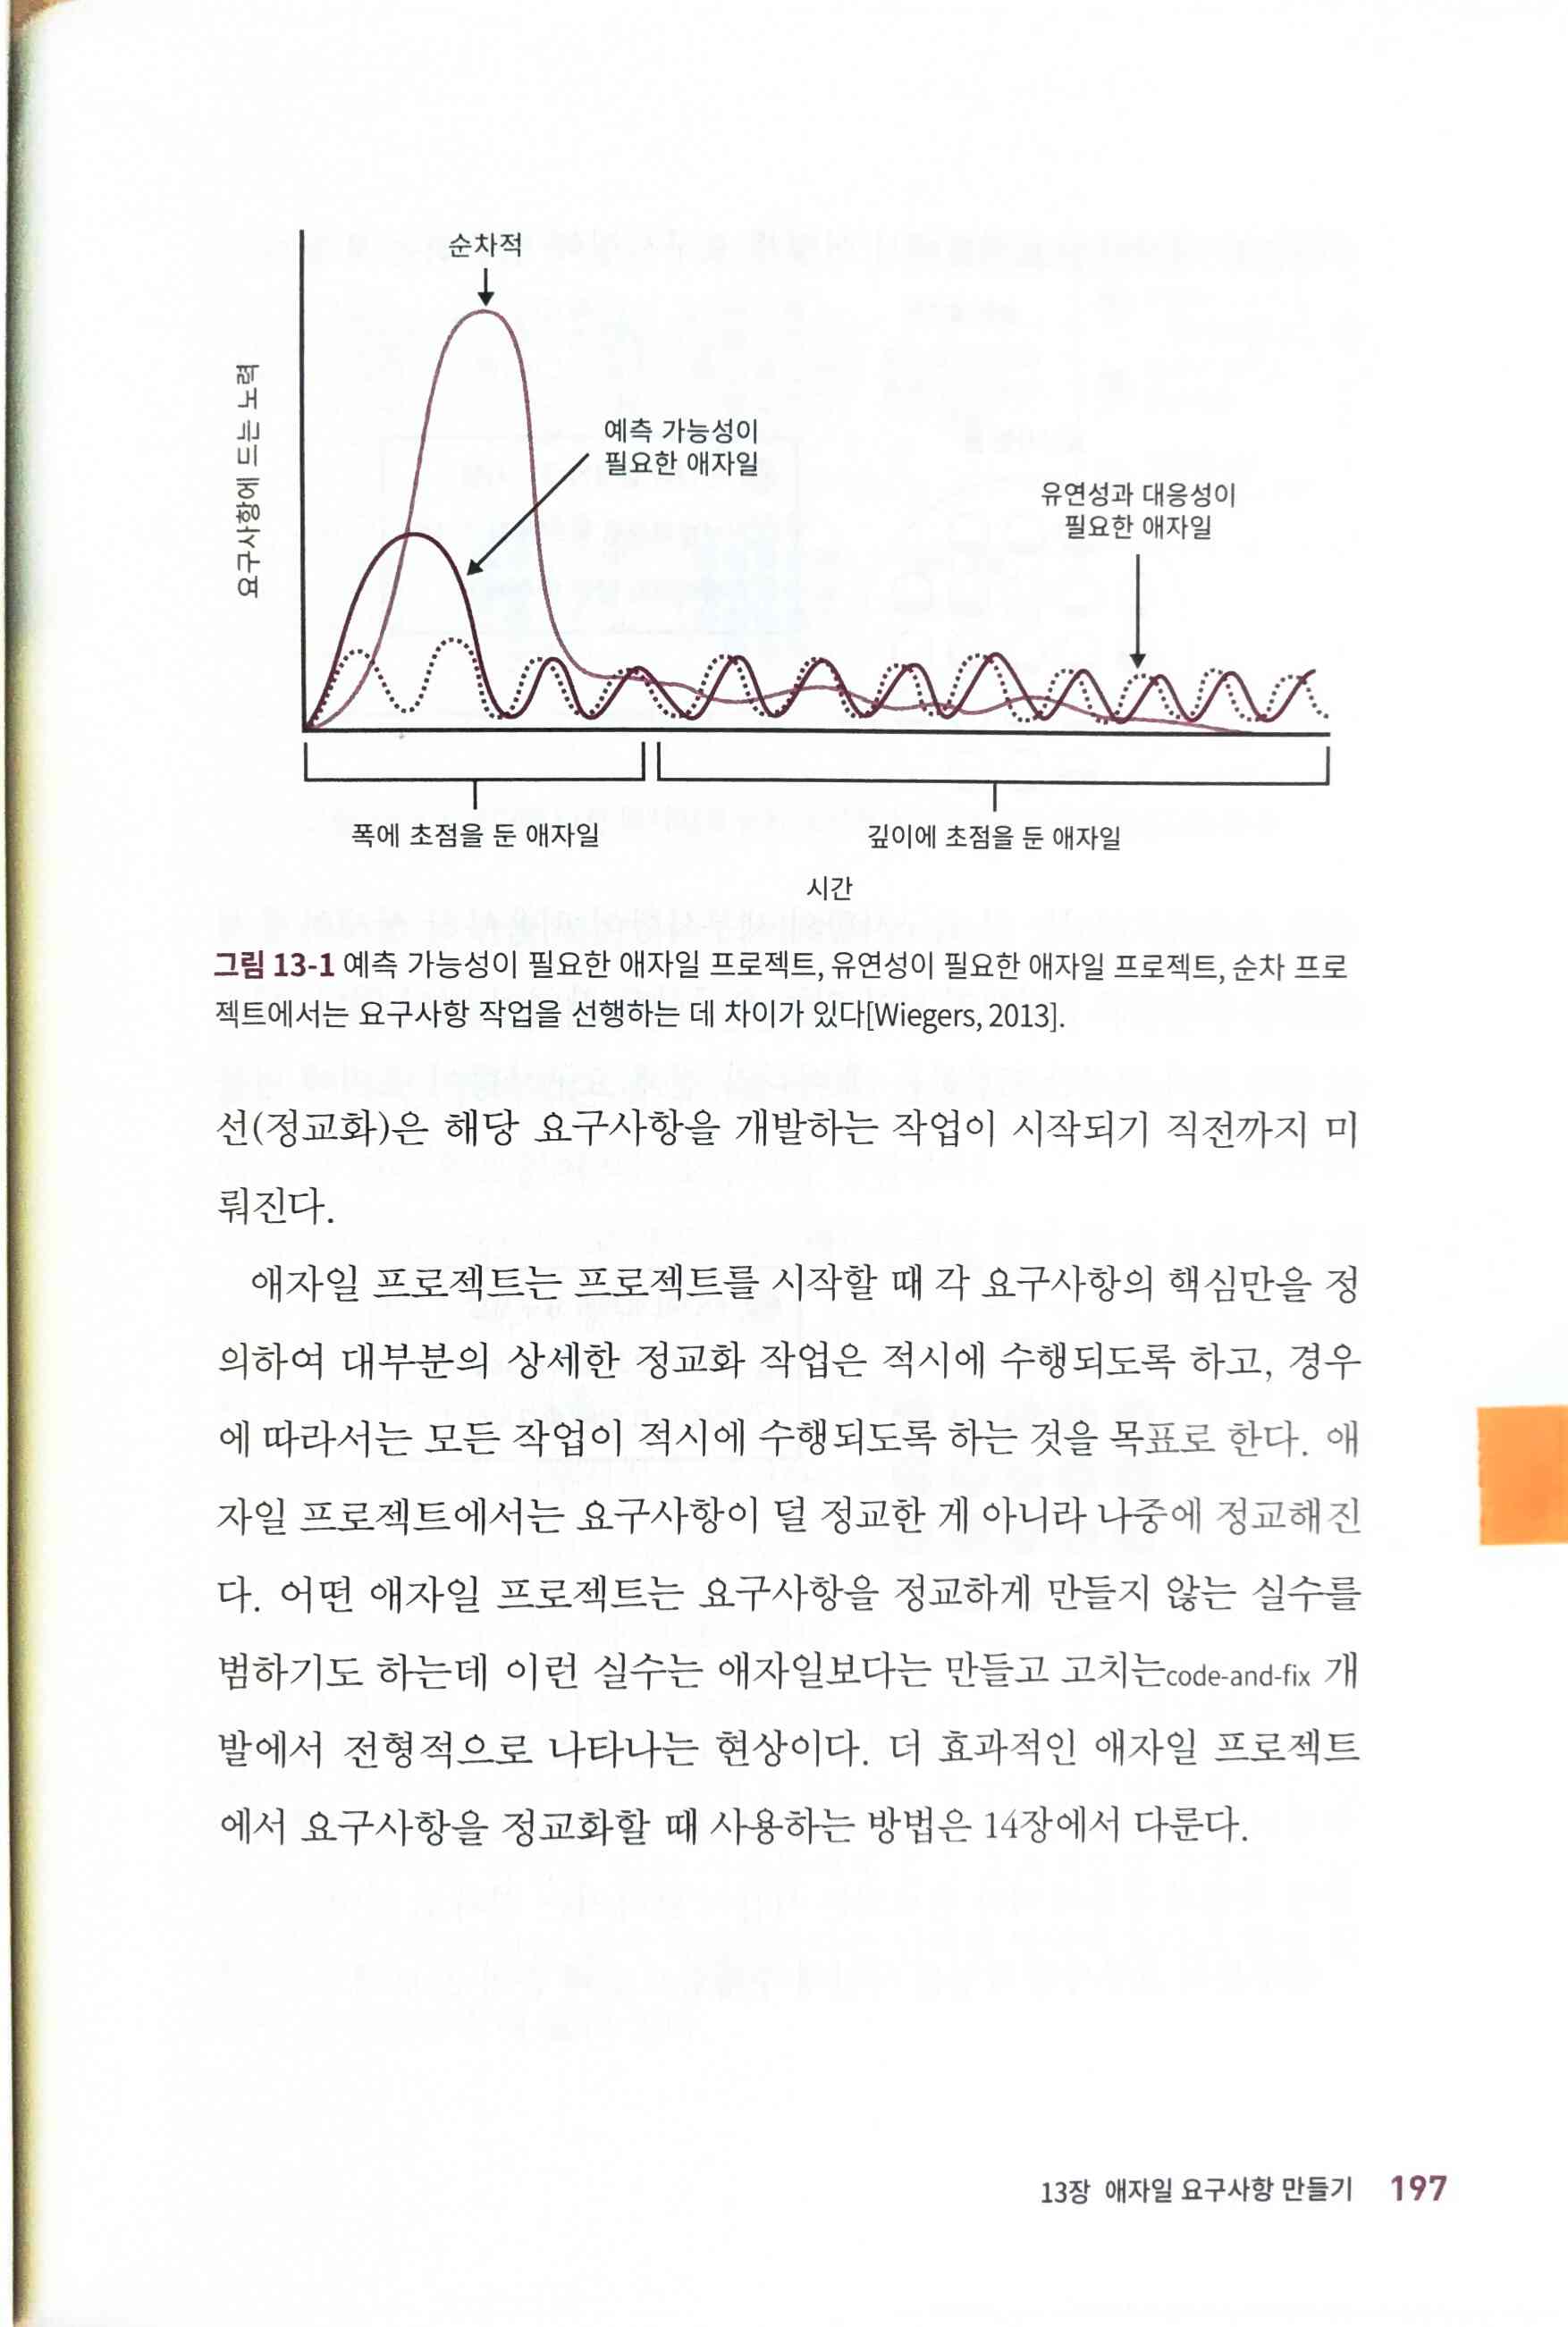 순차적
예측 가능성이
필요한 애자일
유연성과 대응성이
필요한 애자일
요구사항에 드는 노력
폭에 초점을 둔 애자일
깊이에 초점을 둔 애자일
시간
그림 13-1 예측 가능성이 필요한 애자일 프로젝트, 유연성이 필요한 애자일 프로젝트, 순차 프로
젝트에서는 요구사항 작업을 선행하는 데 차이가 있다[Wiegers, 2013].
선(정교화)은 해당 요구사항을 개발하는 작업이 시작되기 직전까지 미
뤄진다.
애자일 프로젝트는 프로젝트를 시작할 때 각 요구사항의 핵심만을 정
의하여 대부분의 상세한 정교화 작업은 적시에 수행되도록 하고, 경우
에 따라서는 모든 작업이 적시에 수행되도록 하는 것을 목표로 한다. 애
자일 프로젝트에서는 요구사항이 덜 정교한 게 아니라 나중에 정교해진
다. 어떤 애자일 프로젝트는 요구사항을 정교하게 만들지 않는 실수를
범하기도 하는데 이런 실수는 애자일보다는 만들고 고치는code-and-fix 개
발에서 전형적으로 나타나는 현상이다. 더 효과적인 애자일 프로젝트
에서 요구사항을 정교화할 때 사용하는 방법은 14장에서 다룬다.
13장 애자일 요구사항 만들기 197